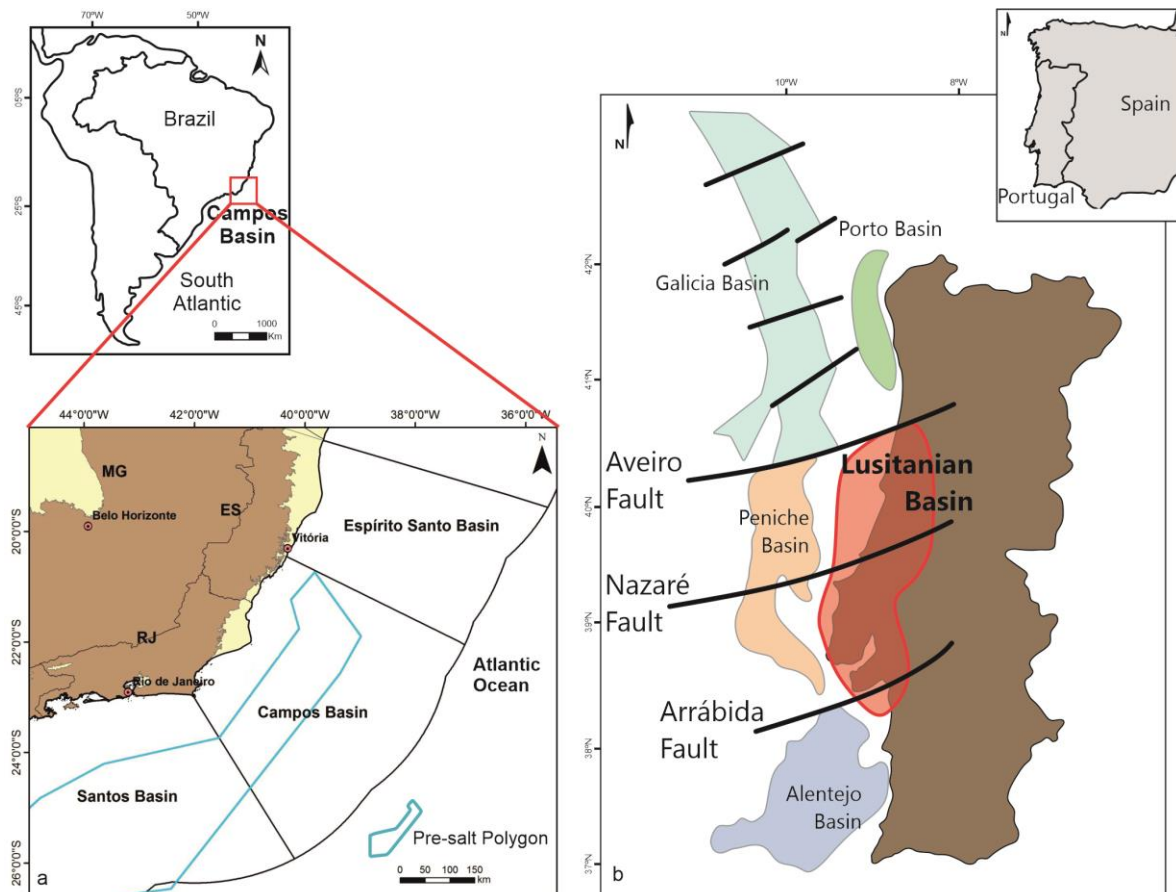 70°W
50°W
N
05°S
Brazil
25°S
Campos
Basin
South
Atlantic
45°S
0
1000
Km
44°0'0"W
42°0'0"W
40°0'0"W
38°0'0"W
36°0'0"W
N
MG
Belo Horizonte
ES
20°0'0"S
Vitória
Espírito Santo Basin
22°0'0"S
RJ
Rio de Janeiro
Atlantic
Ocean
Campos Basin
24°0'0"S
Santos Basin
Pre-salt Polygon
26°0'0"S
a
0 50 100 150
km
N
Spain
Portugal
10°W
8°W
N
Porto Basin
42°N
Galicia Basin
41°N
Aveiro
Fault
Lusitanian
Basin
40°N
Peniche
Basin
Nazaré
Fault
39°N
Arrábida
Fault
38°N
Alentejo
Basin
37°N
b